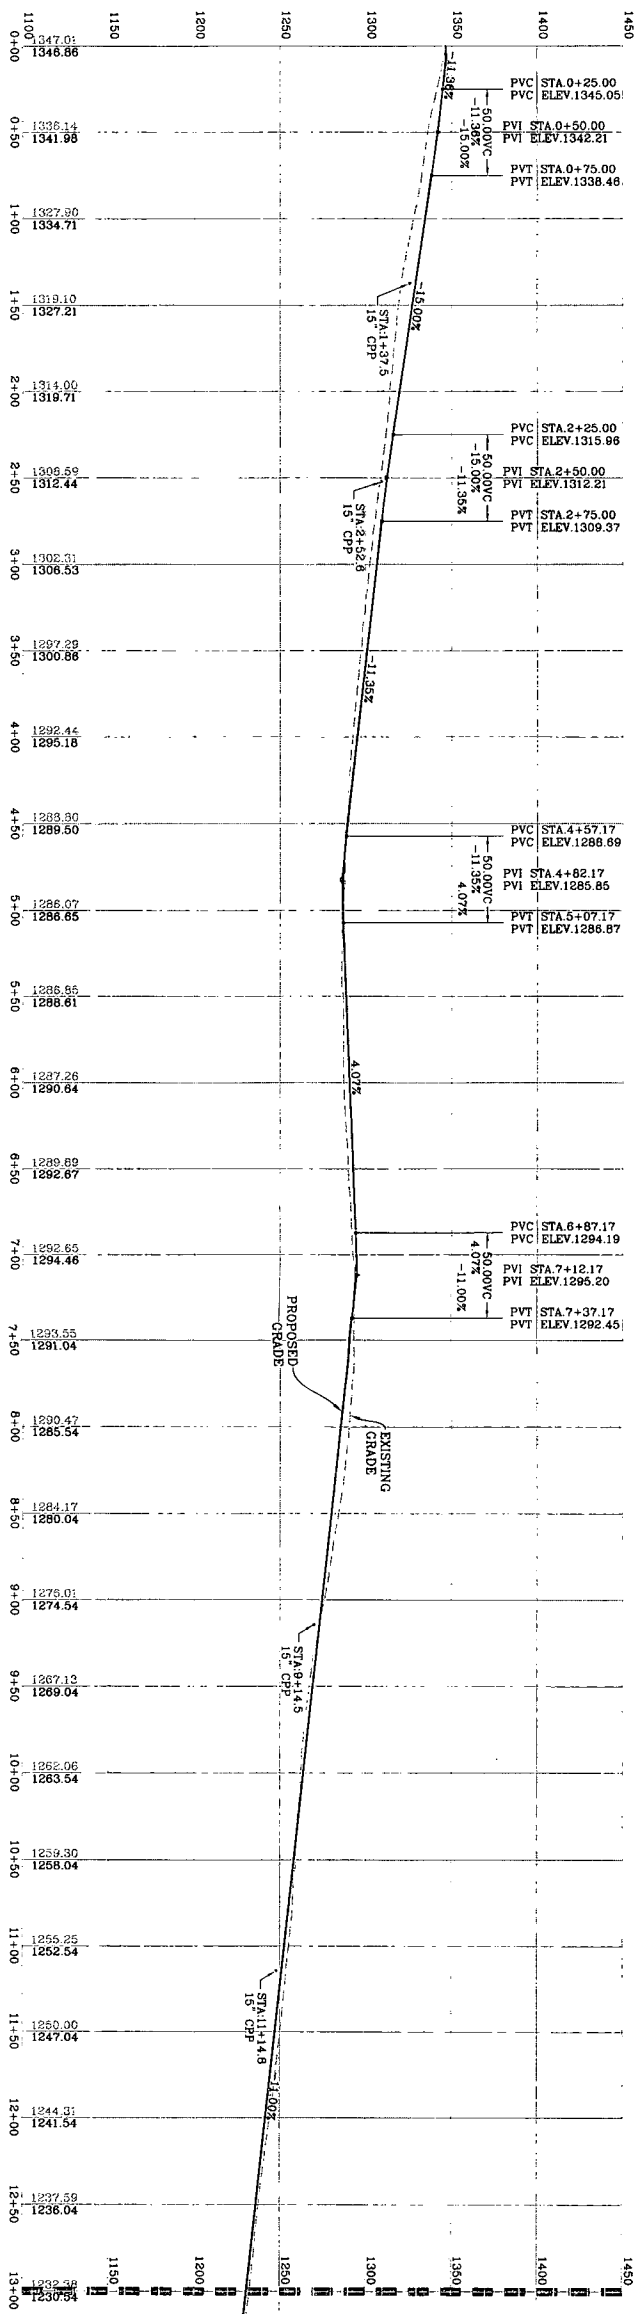 1450
1400
1350
1300
1250
1200
1150
1100
PVC STA.0+25.00
PVC ELEV.1345.05
50.00VC
-11.36%
-15.00%
PVI STA.0+50.00
PVI ELEV.1342.21
PVT STA.0+75.00
PVT ELEV.1338.46
PVC STA.2+25.00
PVC ELEV.1315.96
50.00VC
-15.00%
-11.35%
PVI STA.2+50.00
PVI ELEV.1312.21
PVT STA.2+75.00
PVT ELEV.1309.37
PVC STA.4+57.17
PVC ELEV.1288.69
50.00VC
-11.35%
4.07%
PVI STA.4+82.17
PVI ELEV.1285.85
PVT STA.5+07.17
PVT ELEV.1286.87
PVC STA.6+87.17
PVC ELEV.1294.19
50.00VC
4.07%
-11.00%
PVI STA.7+12.17
PVI ELEV.1295.20
PVT STA.7+37.17
PVT ELEV.1292.45
-11.36%
-15.00%
STA:1+37.5
15" CPP
STA:2+52.6
15" CPP
-11.35%
4.07%
PROPOSED
GRADE
EXISTING
GRADE
STA:9+14.5
15" CPP
STA:11+14.8
15" CPP
-11.00%
1347.01
1346.86
0+00
1336.14
1341.98
0+50
1327.90
1334.71
1+00
1319.10
1327.21
1+50
1314.00
1319.71
2+00
1308.59
1312.44
2+50
1302.31
1306.53
3+00
1297.29
1300.86
3+50
1292.44
1295.18
4+00
1288.80
1289.50
4+50
1286.07
1286.65
5+00
1286.86
1288.61
5+50
1287.26
1290.64
6+00
1289.89
1292.67
6+50
1292.65
1294.46
7+00
1293.55
1291.04
7+50
1290.47
1285.54
8+00
1284.17
1280.04
8+50
1276.01
1274.54
9+00
1267.13
1269.04
9+50
1262.06
1263.54
10+00
1259.30
1258.04
10+50
1255.25
1252.54
11+00
1250.00
1247.04
11+50
1244.31
1241.54
12+00
1237.59
1236.04
12+50
1232.38
1230.54
13+00
1450
1400
1350
1300
1250
1200
1150